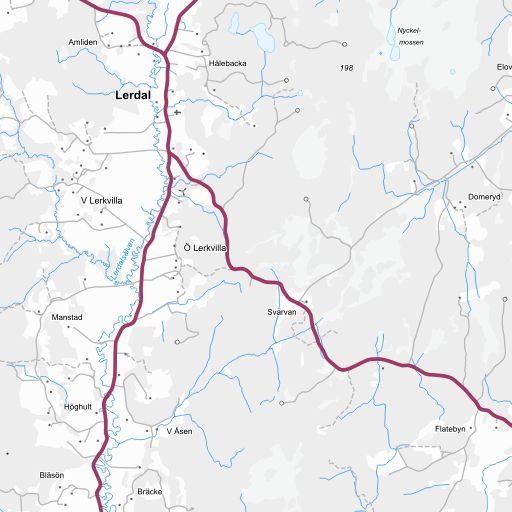 Nyckel-
mossen
Amliden
Hålebacka
198
Elov
Lerdal
V Lerkvilla
Domeryd
Lerdalsälven
Ö Lerkvilla
Manstad
Svarvan
Höghult
V Åsen
Flatebyn
Blåsön
Bräcke